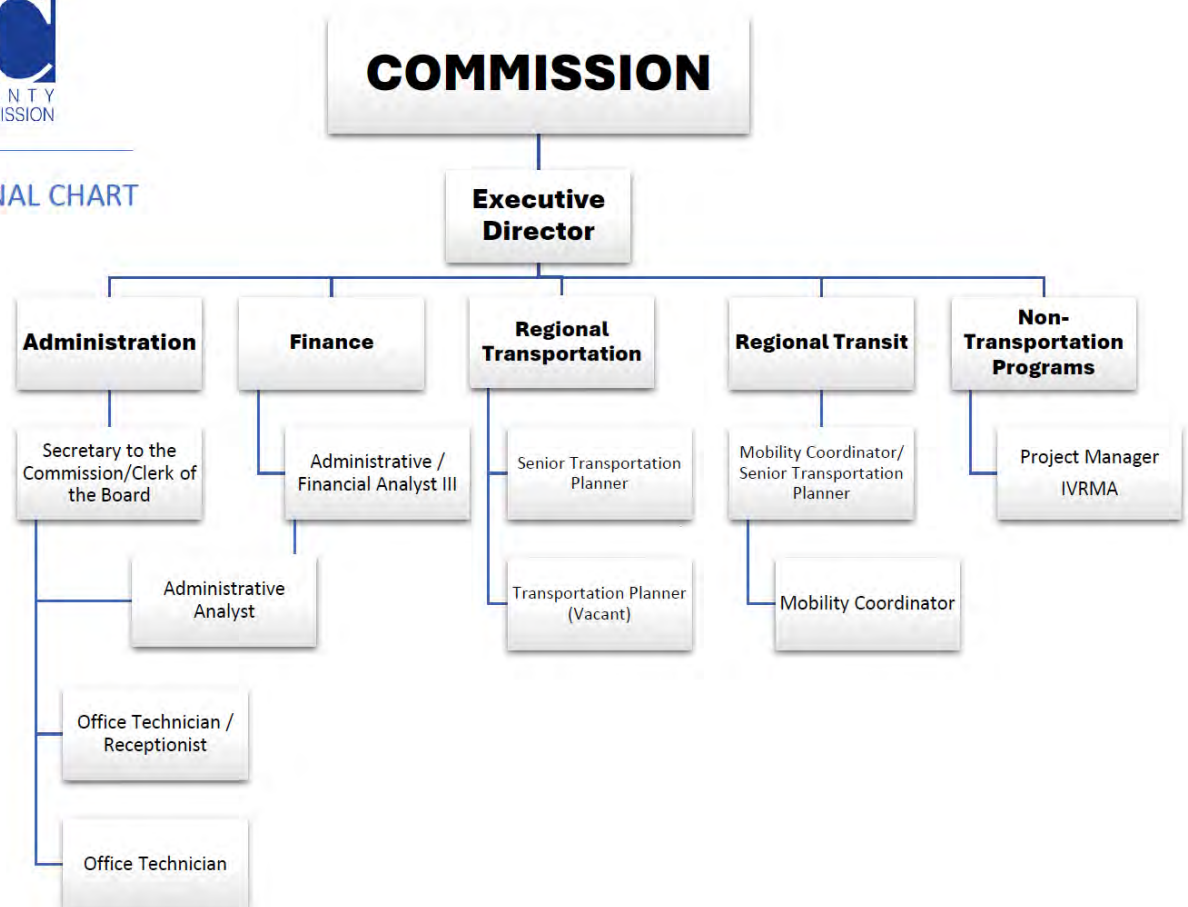 NTY
ISSION
NAL CHART
COMMISSION
Executive
Director
Administration
Finance
Regional
Transportation
Regional Transit
Non-
Transportation
Programs
Secretary to the
Commission/Clerk of
the Board
Administrative /
Financial Analyst III
Senior Transportation
Planner
Mobility Coordinator/
Senior Transportation
Planner
Project Manager
IVRMA
Administrative
Analyst
Transportation Planner
(Vacant)
Mobility Coordinator
Office Technician /
Receptionist
Office Technician